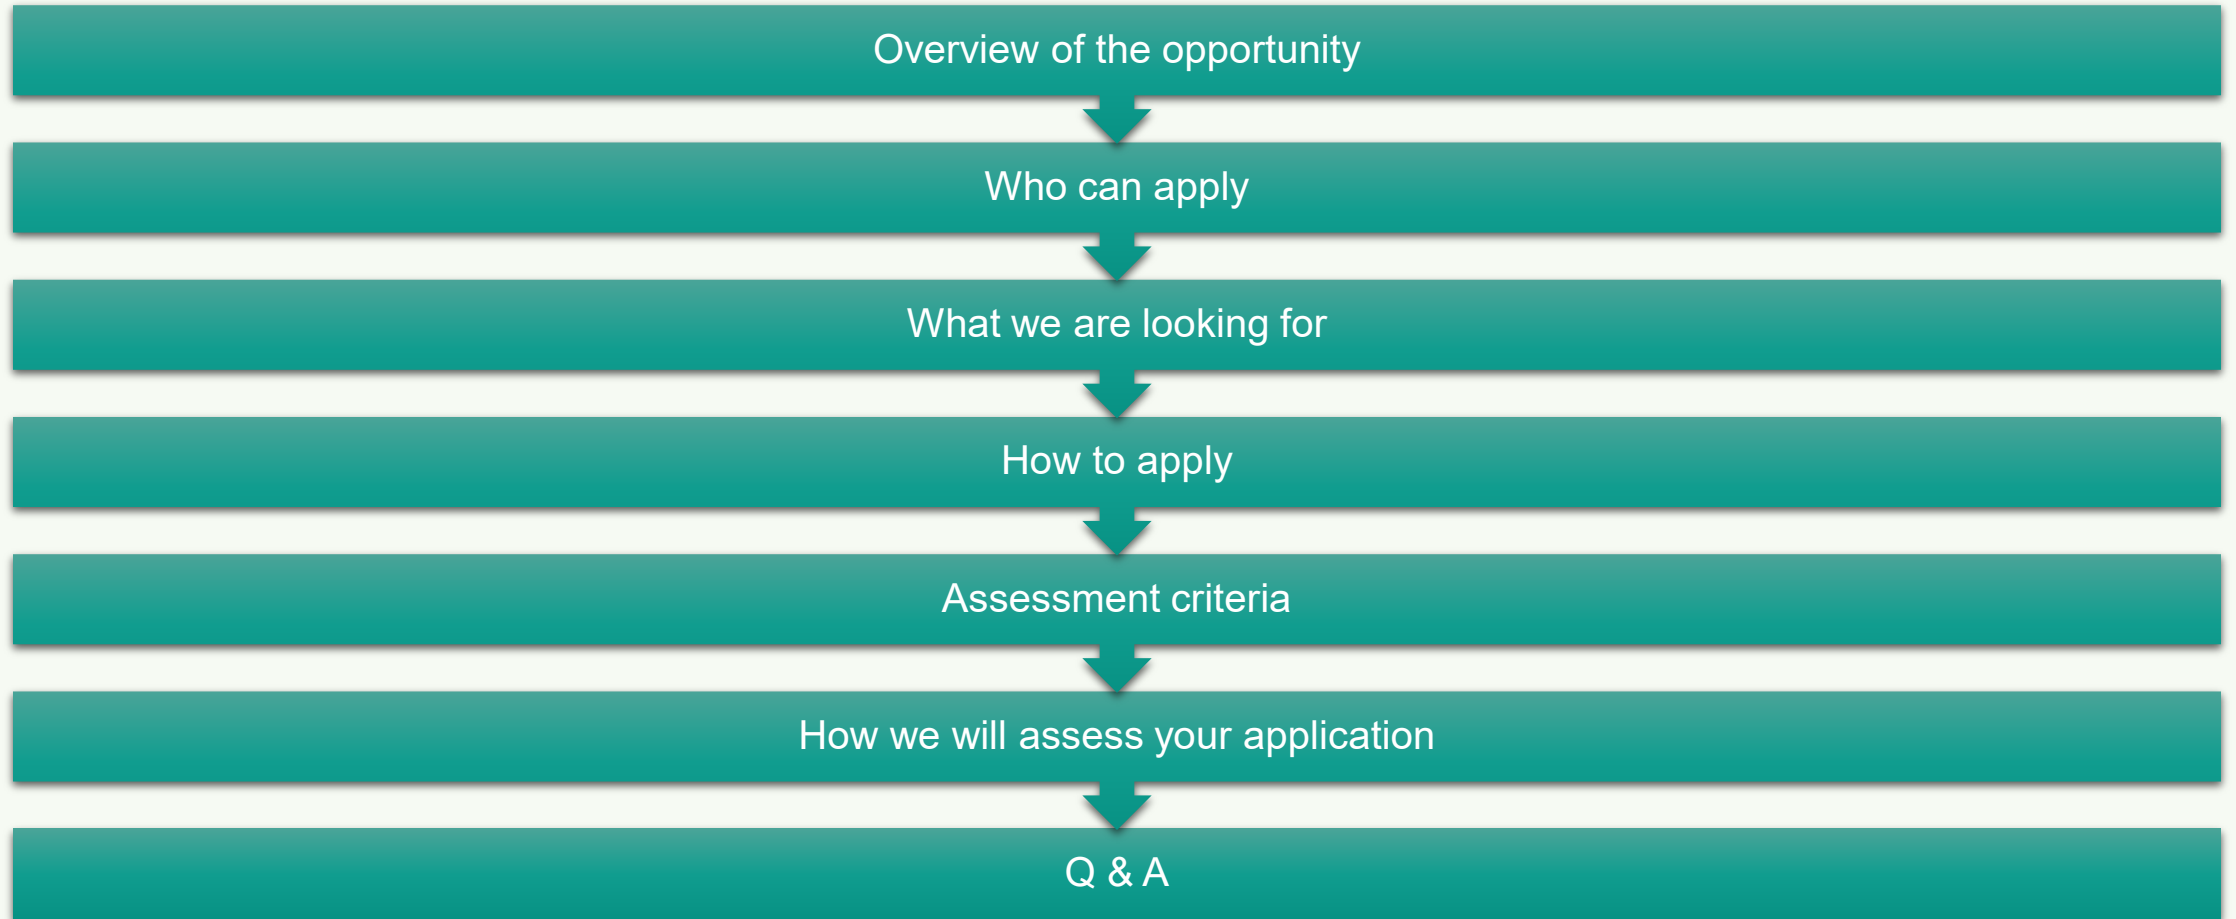 Overview of the opportunity
Who can apply
What we are looking for
How to apply
Assessment criteria
How we will assess your application
Q & A